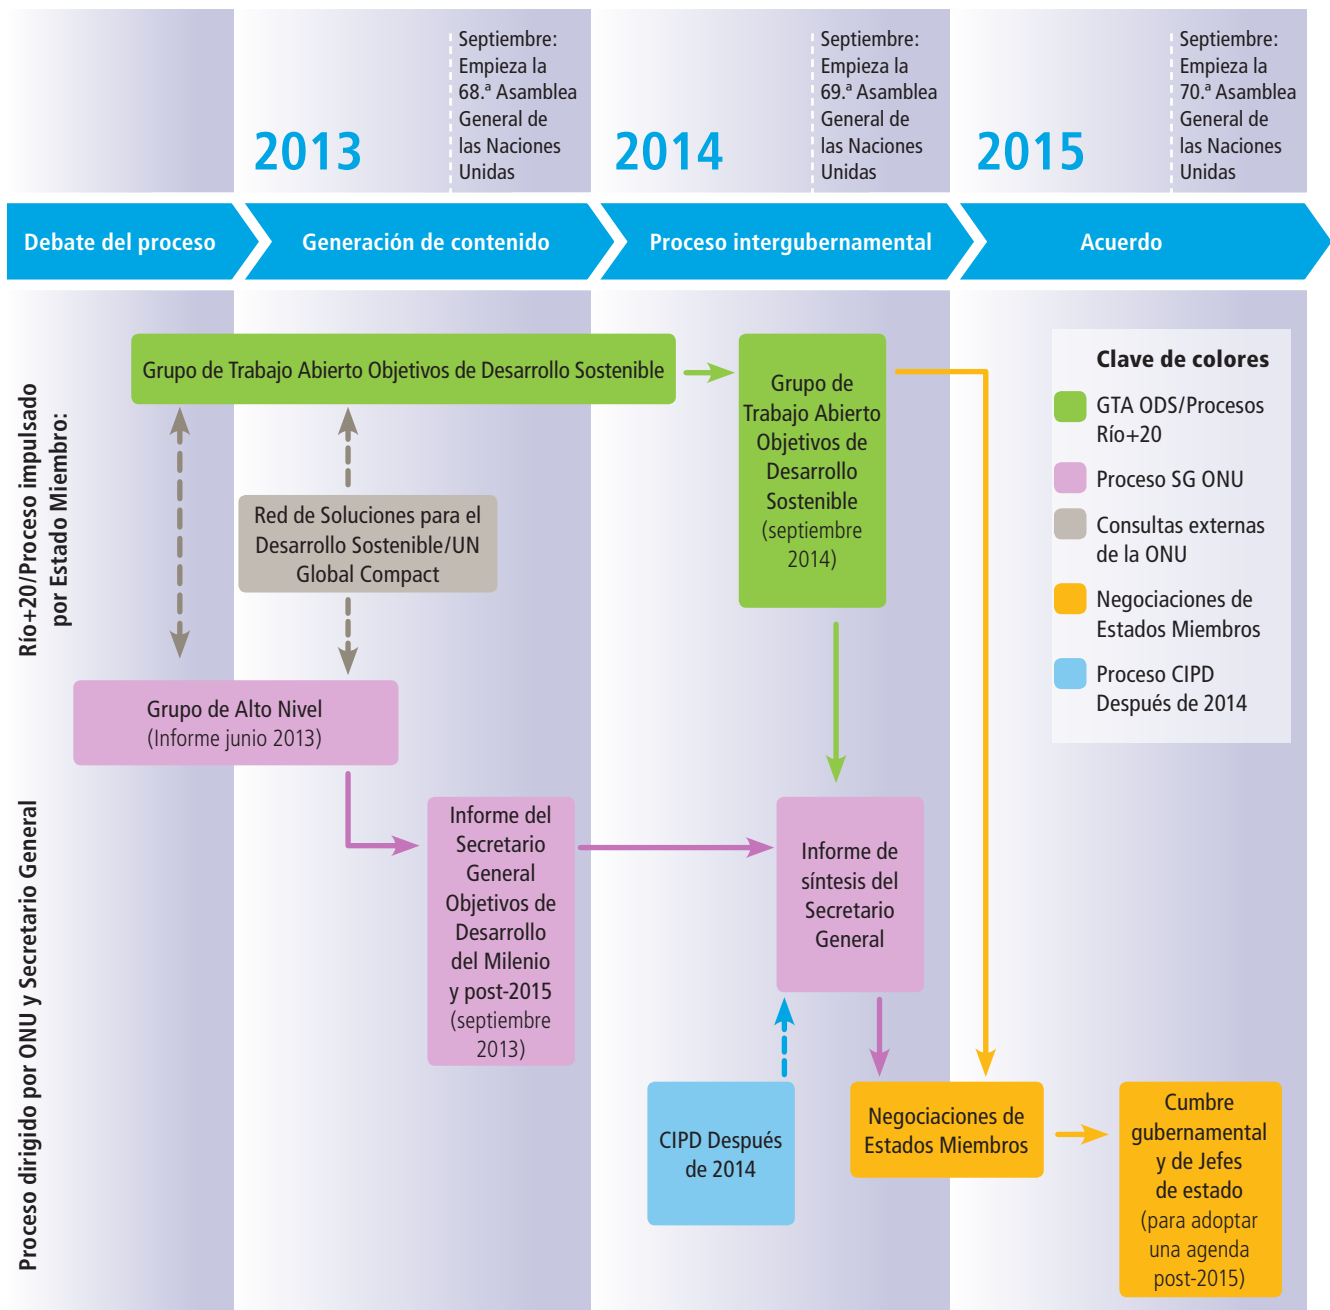 2013
Septiembre:
Empieza la
68.ª Asamblea
General de
las Naciones
Unidas
2014
Septiembre:
Empieza la
69.ª Asamblea
General de
las Naciones
Unidas
2015
Septiembre:
Empieza la
70.ª Asamblea
General de
las Naciones
Unidas
Debate del proceso
Generación de contenido
Proceso intergubernamental
Acuerdo
Río+20/Proceso impulsado
por Estado Miembro:
Grupo de Trabajo Abierto Objetivos de Desarrollo Sostenible
Grupo de
Trabajo Abierto
Objetivos de
Desarrollo
Sostenible
(septiembre
2014)
Clave de colores
GTA ODS/Procesos
Río+20
Proceso SG ONU
Consultas externas
de la ONU
Negociaciones de
Estados Miembros
Proceso CIPD
Después de 2014
Red de Soluciones para el
Desarrollo Sostenible/UN
Global Compact
Grupo de Alto Nivel
(Informe junio 2013)
Proceso dirigido por ONU y Secretario General
Informe del
Secretario
General
Objetivos de
Desarrollo
del Milenio
y post-2015
(septiembre
2013)
Informe de
síntesis del
Secretario
General
CIPD Después
de 2014
Negociaciones de
Estados Miembros
Cumbre
gubernamental
y de Jefes
de estado
(para adoptar
una agenda
post-2015)